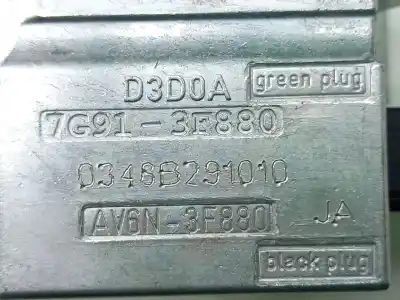 D3D0A green plug
7G91-3F880
0348B291010
AV6N-3F880 JA
black plug